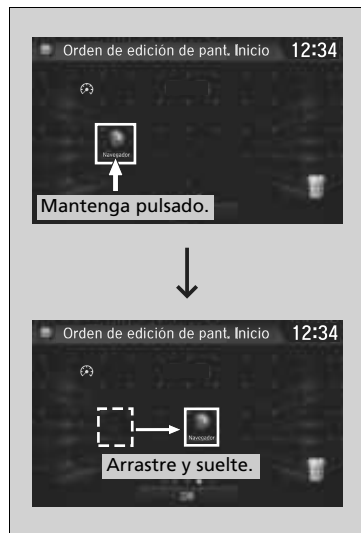 Orden de edición de pant. Inicio 12:34
Navegador
Mantenga pulsado.
Orden de edición de pant. Inicio 12:34
Navegador
Arrastre y suelte.